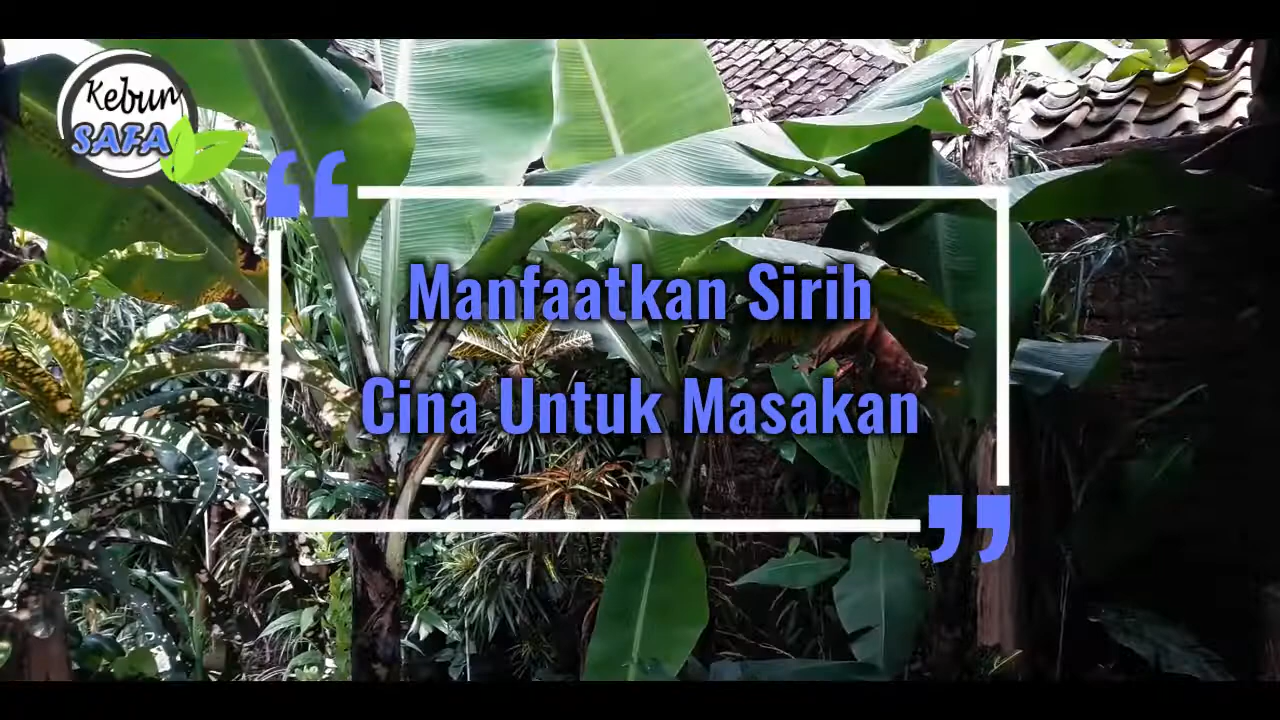 Kebun
SAFA
“
Manfaatkan Sirih
Cina Untuk Masakan
”